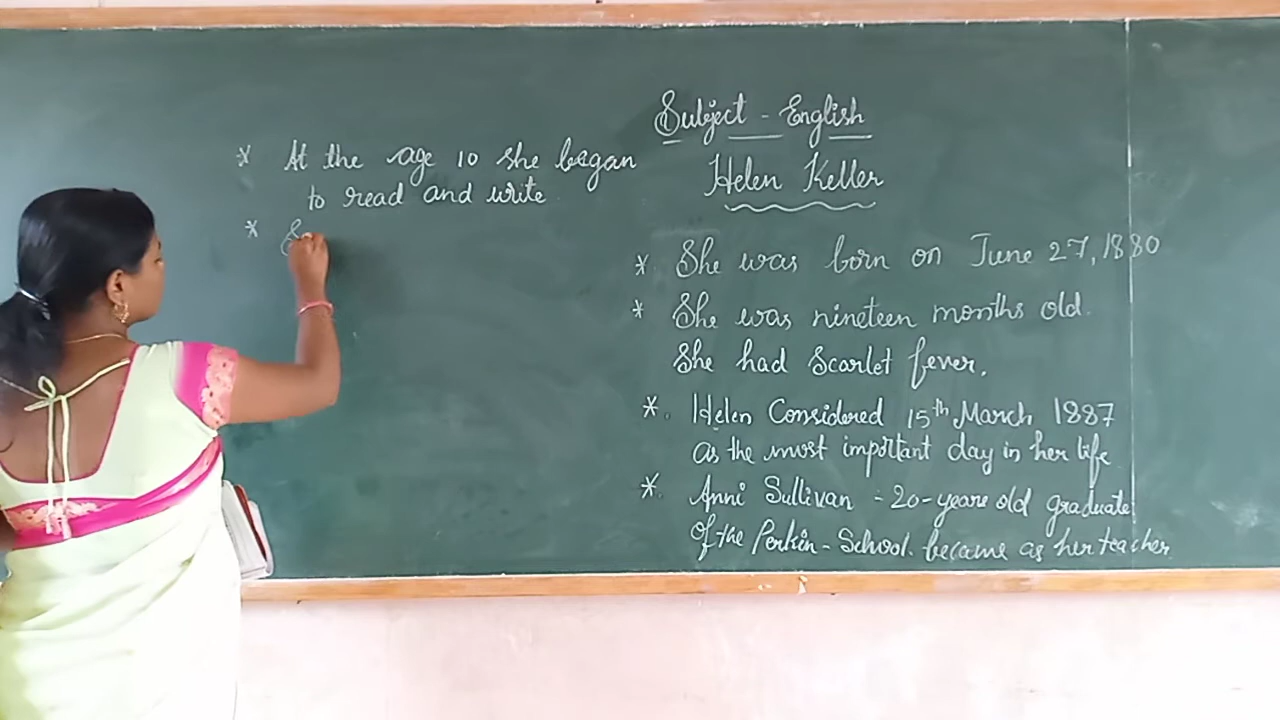 Subject - English
Helen Keller
* She was born on June 27, 1880
* She was nineteen months old.
She had Scarlet fever.
* Helen Considered 15th March 1887
as the most important day in her life
* Anni Sullivan - 20-years old graduate
of the Perkin - School. became as her teacher
* At the age 10 she began
to read and write
* S